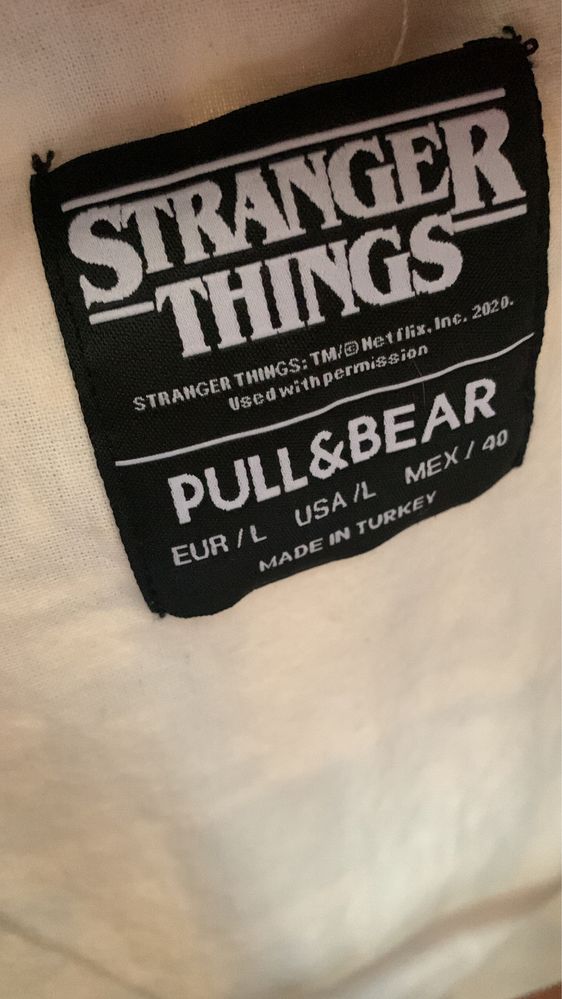 STRANGER
THINGS
STRANGER THINGS: TM/© Netflix, Inc. 2020.
Used with permission
PULL&BEAR
EUR / L USA / L MEX / 40
MADE IN TURKEY